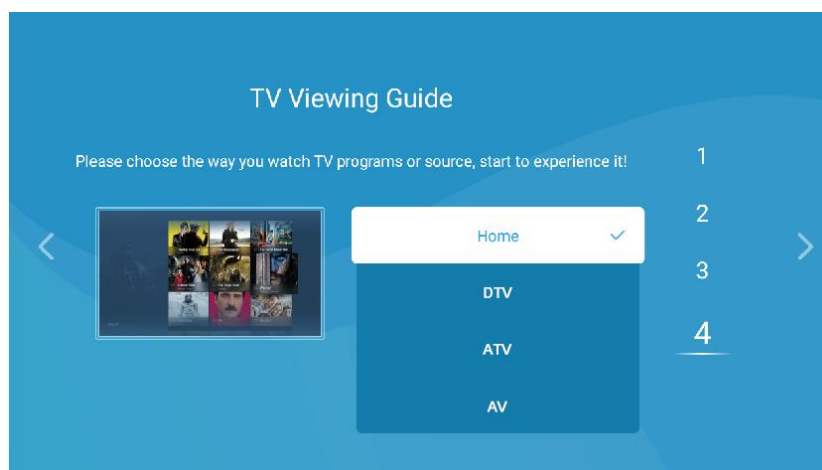 TV Viewing Guide
Please choose the way you watch TV programs or source, start to experience it!
Home
DTV
ATV
AV
1
2
3
4